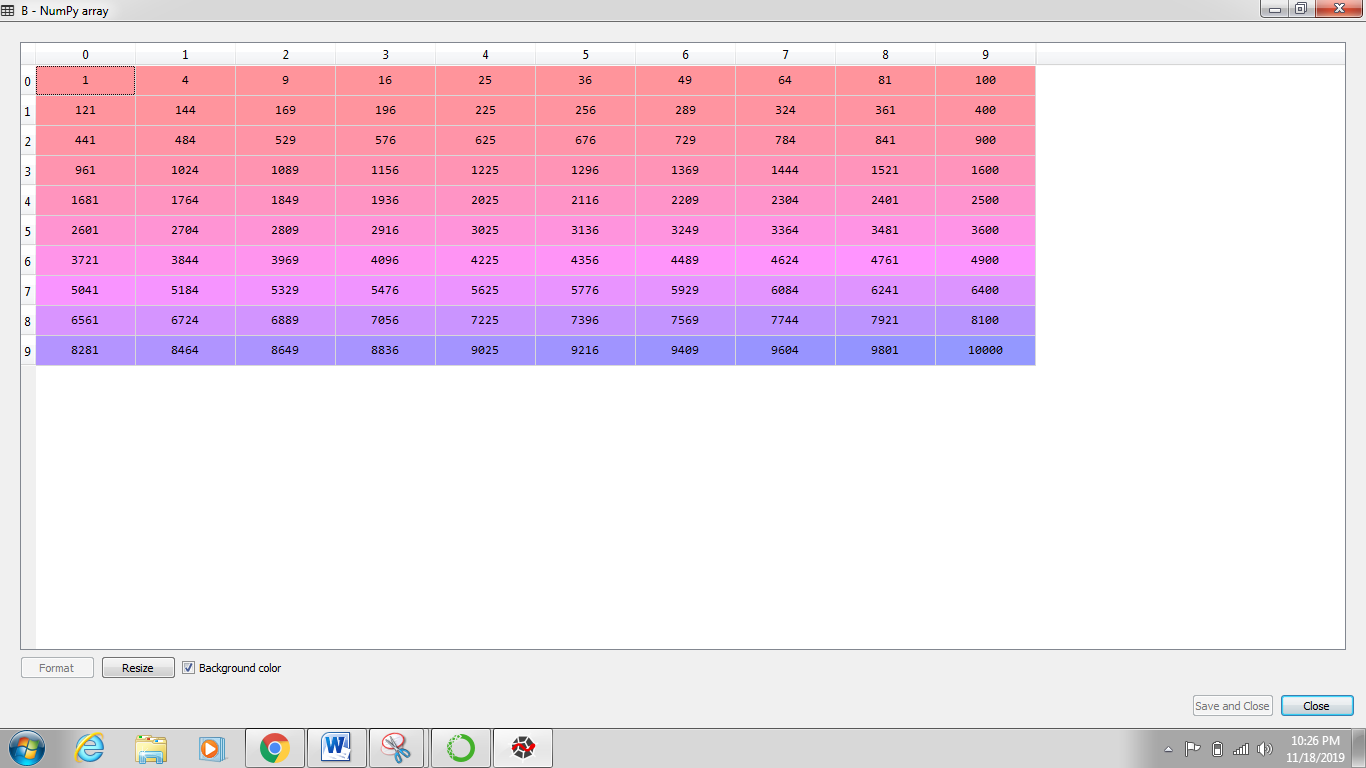 B - NumPy array
0 1 2 3 4 5 6 7 8 9
0 1 4 9 16 25 36 49 64 81 100
1 121 144 169 196 225 256 289 324 361 400
2 441 484 529 576 625 676 729 784 841 900
3 961 1024 1089 1156 1225 1296 1369 1444 1521 1600
4 1681 1764 1849 1936 2025 2116 2209 2304 2401 2500
5 2601 2704 2809 2916 3025 3136 3249 3364 3481 3600
6 3721 3844 3969 4096 4225 4356 4489 4624 4761 4900
7 5041 5184 5329 5476 5625 5776 5929 6084 6241 6400
8 6561 6724 6889 7056 7225 7396 7569 7744 7921 8100
9 8281 8464 8649 8836 9025 9216 9409 9604 9801 10000
Format Resize Background color
Save and Close Close
10:26 PM
11/18/2019